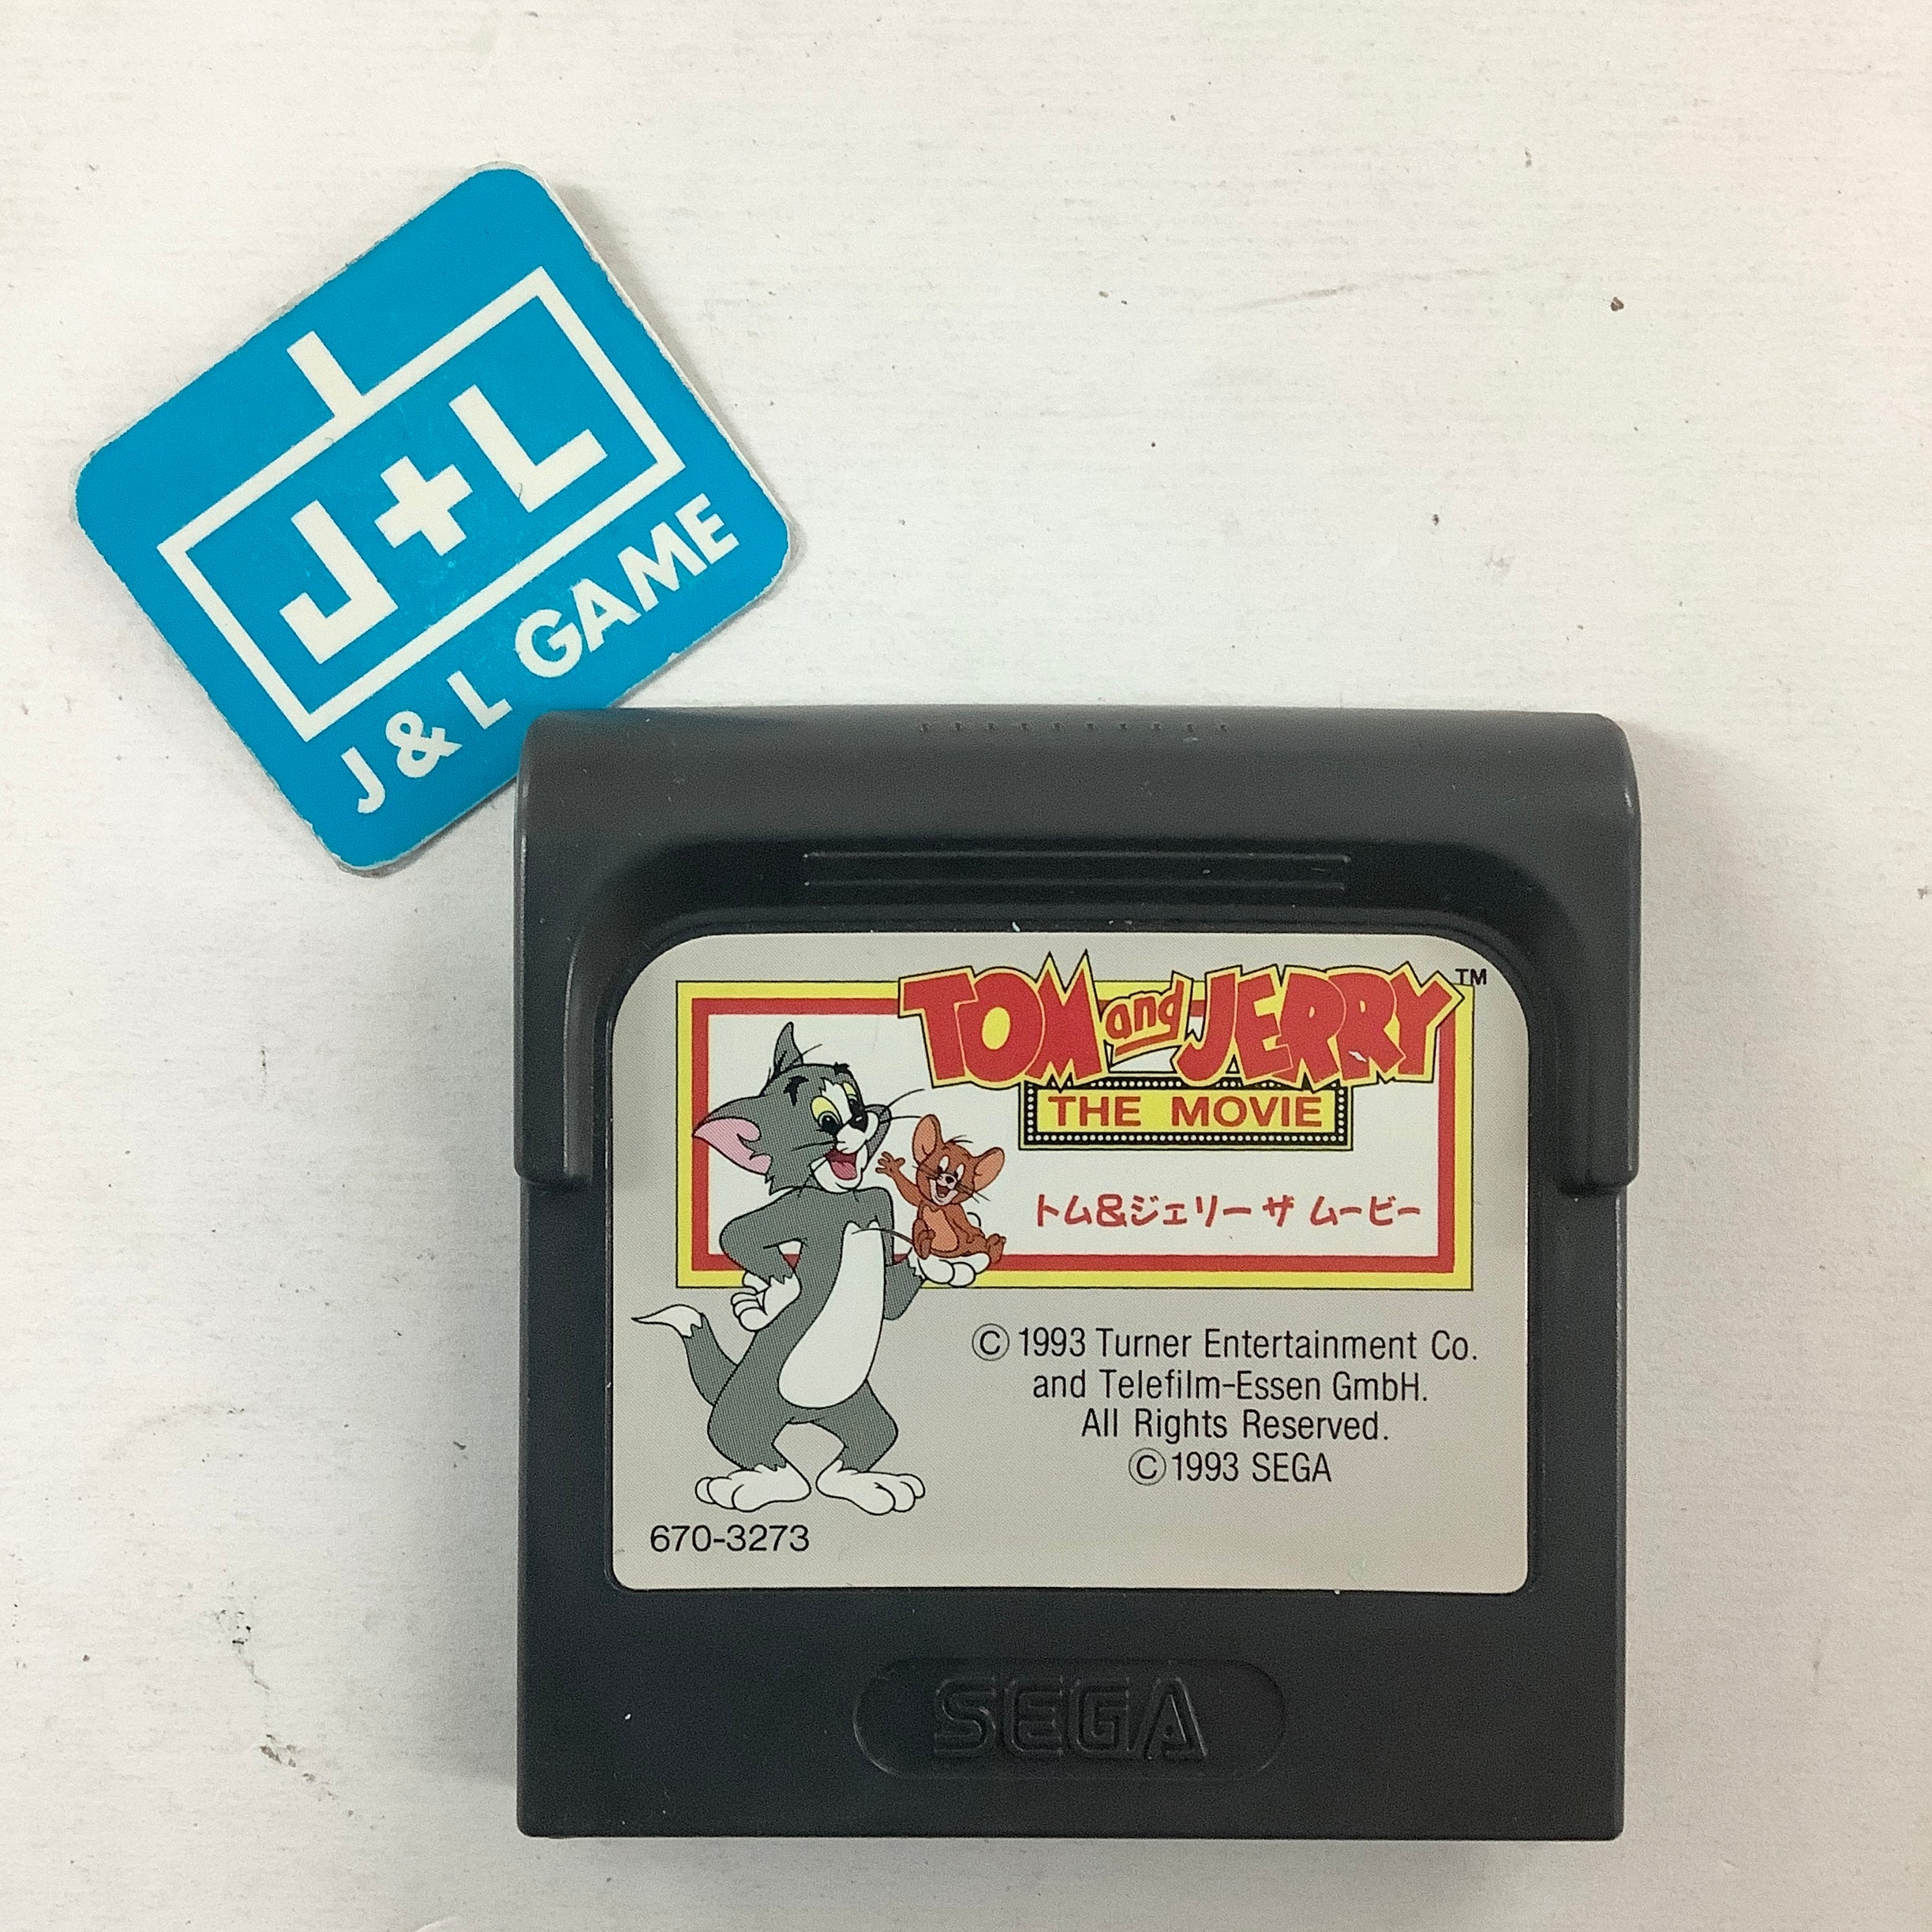 J+L
J & L GAME
TOM and JERRY™
THE MOVIE
トム&ジェリー ザ ムービー
© 1993 Turner Entertainment Co.
and Telefilm-Essen GmbH.
All Rights Reserved.
© 1993 SEGA
670-3273
SEGA